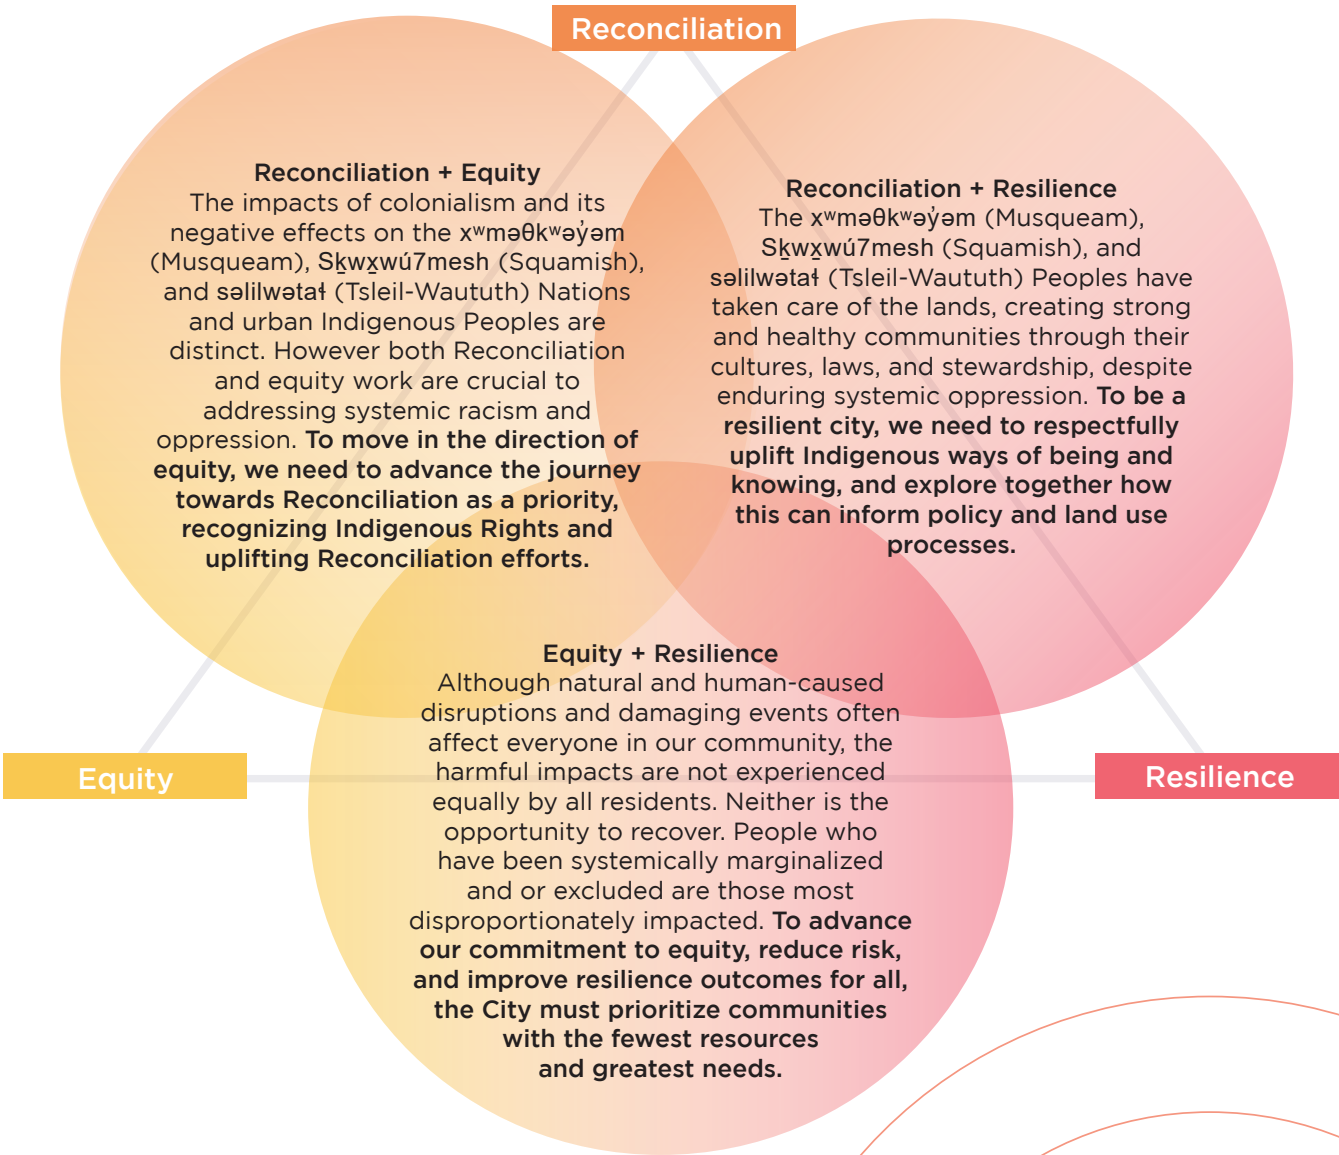 Reconciliation
Reconciliation + Equity
The impacts of colonialism and its
negative effects on the xʷməθkʷəy̓əm
(Musqueam), Sḵwx̱wú7mesh (Squamish),
and səlilwətaɬ (Tsleil-Waututh) Nations
and urban Indigenous Peoples are
distinct. However both Reconciliation
and equity work are crucial to
addressing systemic racism and
oppression. To move in the direction of
equity, we need to advance the journey
towards Reconciliation as a priority,
recognizing Indigenous Rights and
uplifting Reconciliation efforts.
Reconciliation + Resilience
The xʷməθkʷəy̓əm (Musqueam),
Sḵwx̱wú7mesh (Squamish), and
səlilwətaɬ (Tsleil-Waututh) Peoples have
taken care of the lands, creating strong
and healthy communities through their
cultures, laws, and stewardship, despite
enduring systemic oppression. To be a
resilient city, we need to respectfully
uplift Indigenous ways of being and
knowing, and explore together how
this can inform policy and land use
processes.
Equity + Resilience
Although natural and human-caused
disruptions and damaging events often
affect everyone in our community, the
harmful impacts are not experienced
equally by all residents. Neither is the
opportunity to recover. People who
have been systemically marginalized
and or excluded are those most
disproportionately impacted. To advance
our commitment to equity, reduce risk,
and improve resilience outcomes for all,
the City must prioritize communities
with the fewest resources
and greatest needs.
Equity
Resilience